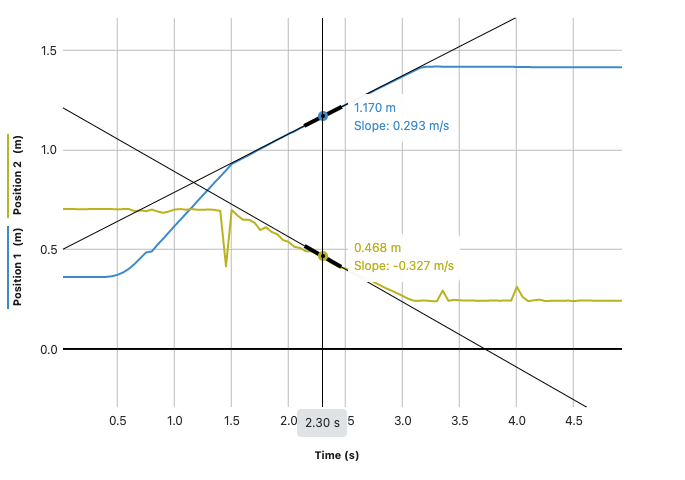 1.5
1.0
0.5
0.0
Position 2 (m)
Position 1 (m)
1.170 m
Slope: 0.293 m/s
0.468 m
Slope: -0.327 m/s
0.5 1.0 1.5 2.0 2.30 s 5 3.0 3.5 4.0 4.5
Time (s)